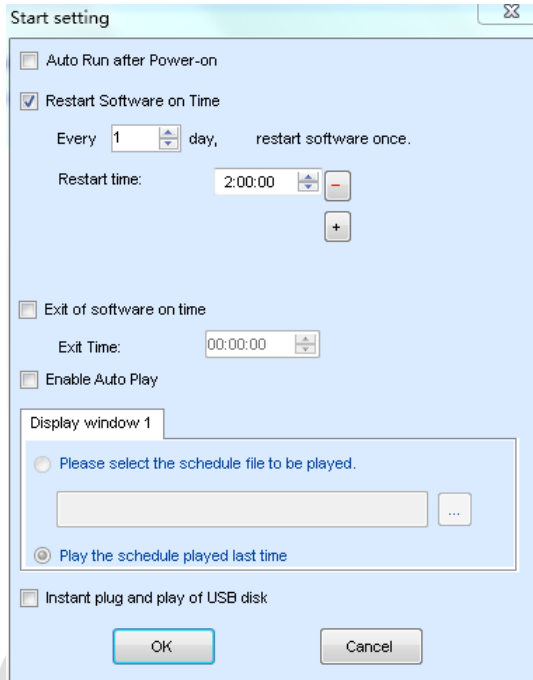 Start setting
Auto Run after Power-on
Restart Software on Time
Every 1 day, restart software once.
Restart time: 2:00:00 -
+
Exit of software on time
Exit Time: 00:00:00
Enable Auto Play
Display window 1
Please select the schedule file to be played.
...
Play the schedule played last time
Instant plug and play of USB disk
OK Cancel